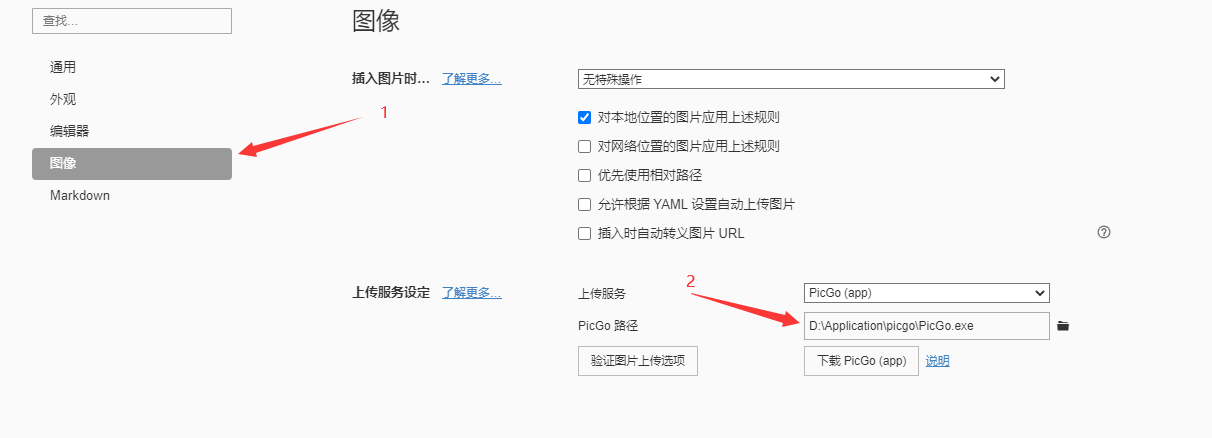 查找...
通用
外观
编辑器
图像
Markdown
1
图像
插入图片时... 了解更多... 无特殊操作
对本地位置的图片应用上述规则
对网络位置的图片应用上述规则
优先使用相对路径
允许根据 YAML 设置自动上传图片
插入时自动转义图片 URL
2
上传服务设定 了解更多... 上传服务 PicGo (app)
PicGo 路径 D:\Application\picgo\PicGo.exe
验证图片上传选项 下载 PicGo (app) 说明